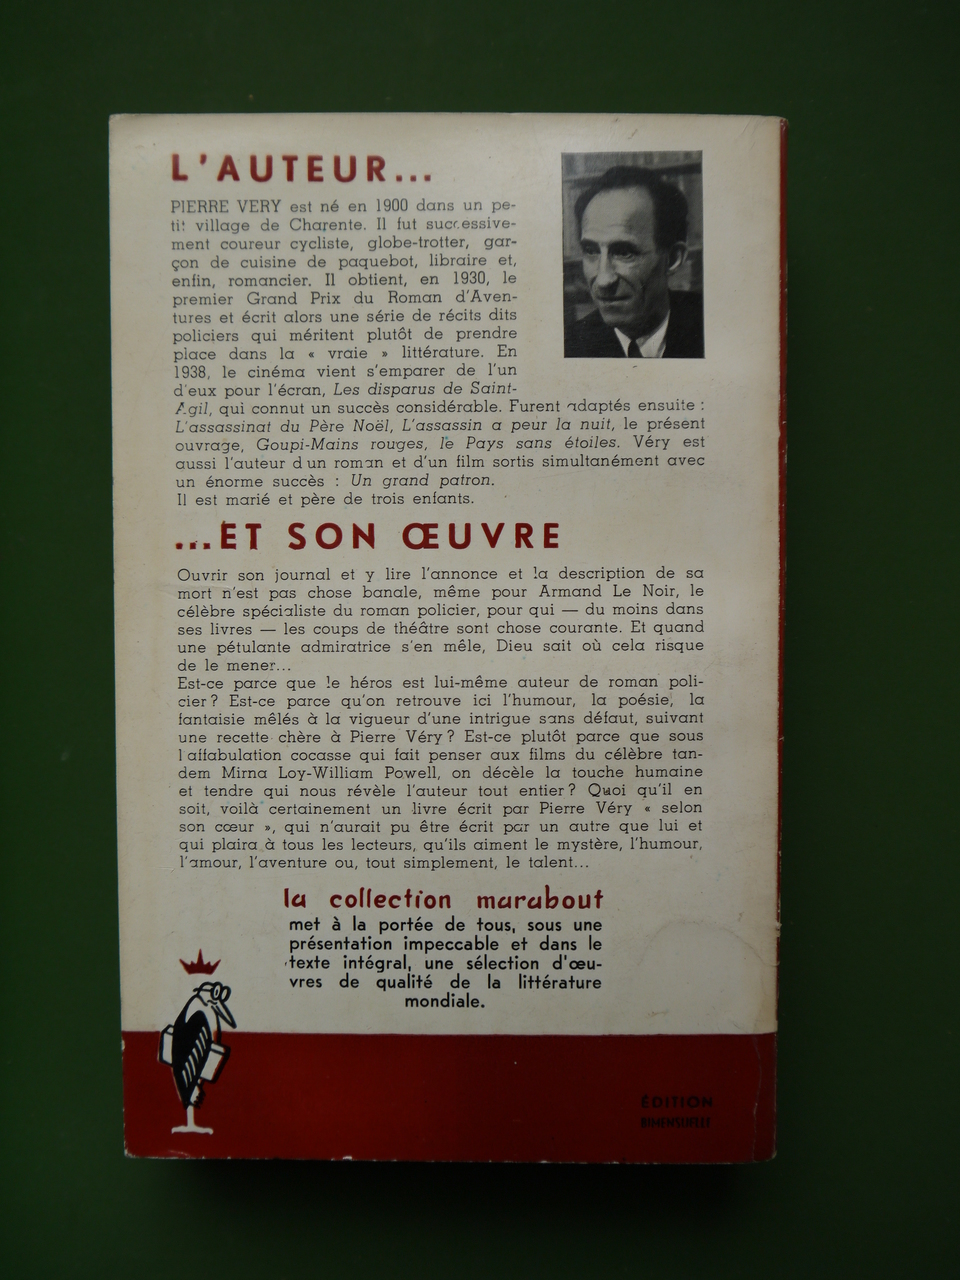 L'AUTEUR...
PIERRE VERY est né en 1900 dans un pe-
tit village de Charente. Il fut successive-
ment coureur cycliste, globe-trotter, gar-
çon de cuisine de paquebot, libraire et,
enfin, romancier. Il obtient, en 1930, le
premier Grand Prix du Roman d'Aven-
tures et écrit alors une série de récits dits
policiers qui méritent plutôt de prendre
place dans la « vraie » littérature. En
1938, le cinéma vient s'emparer de l'un
d'eux pour l'écran, Les disparus de Saint-
Agil, qui connut un succès considérable. Furent adaptés ensuite :
L'assassinat du Père Noël, L'assassin a peur la nuit, le présent
ouvrage, Goupi-Mains rouges, le Pays sans étoiles. Véry est
aussi l'auteur d'un roman et d'un film sortis simultanément avec
un énorme succès : Un grand patron.
Il est marié et père de trois enfants.
...ET SON ŒUVRE
Ouvrir son journal et y lire l'annonce et la description de sa
mort n'est pas chose banale, même pour Armand Le Noir, le
célèbre spécialiste du roman policier, pour qui — du moins dans
ses livres — les coups de théâtre sont chose courante. Et quand
une pétulante admiratrice s'en mêle, Dieu sait où cela risque
de le mener...
Est-ce parce que le héros est lui-même auteur de roman poli-
cier ? Est-ce parce qu'on retrouve ici l'humour, la poésie, la
fantaisie mêlés à la vigueur d'une intrigue sans défaut, suivant
une recette chère à Pierre Véry ? Est-ce plutôt parce que sous
l'affabulation cocasse qui fait penser aux films du célèbre tan-
dem Mirna Loy-William Powell, on décèle la touche humaine
et tendre qui nous révèle l'auteur tout entier ? Quoi qu'il en
soit, voilà certainement un livre écrit par Pierre Véry « selon
son cœur », qui n'aurait pu être écrit par un autre que lui et
qui plaira à tous les lecteurs, qu'ils aiment le mystère, l'humour,
l'amour, l'aventure ou, tout simplement, le talent...
la collection marabout
met à la portée de tous, sous une
présentation impeccable et dans le
texte intégral, une sélection d'œu-
vres de qualité de la littérature
mondiale.
ÉDITION
BIMENSUELLE